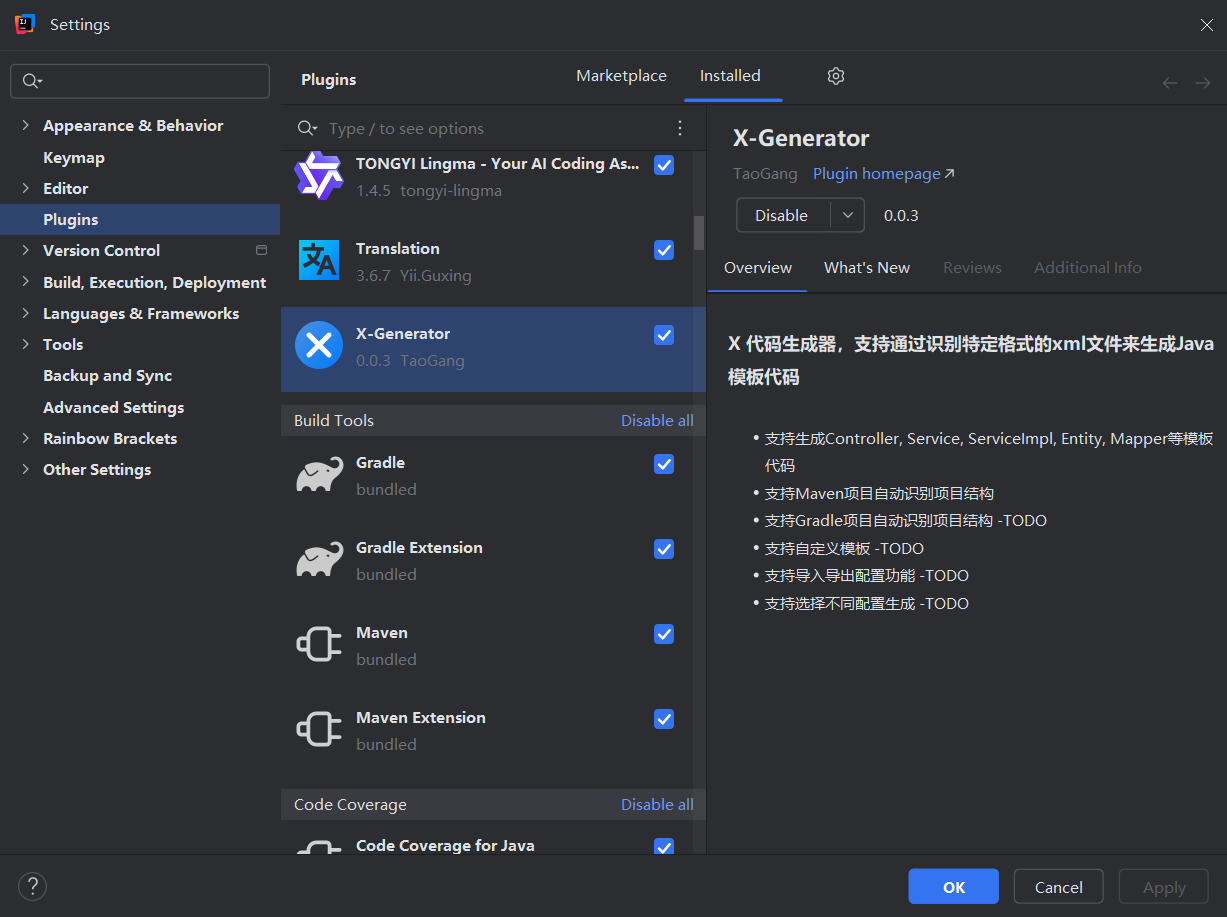 Settings
Appearance & Behavior
Keymap
Editor
Plugins
Version Control
Build, Execution, Deployment
Languages & Frameworks
Tools
Backup and Sync
Advanced Settings
Rainbow Brackets
Other Settings
Plugins
Marketplace
Installed
Type / to see options
TONGYI Lingma - Your AI Coding As...
1.4.5 tongyi-lingma
Translation
3.6.7 Yii.Guxing
X-Generator
0.0.3 TaoGang
Build Tools
Disable all
Gradle
bundled
Gradle Extension
bundled
Maven
bundled
Maven Extension
bundled
Code Coverage
Disable all
Code Coverage for Java
X-Generator
TaoGang Plugin homepage
Disable
0.0.3
Overview
What's New
Reviews
Additional Info
X 代码生成器，支持通过识别特定格式的xml文件来生成Java
模板代码
• 支持生成Controller, Service, ServiceImpl, Entity, Mapper等模板
代码
• 支持Maven项目自动识别项目结构
• 支持Gradle项目自动识别项目结构 -TODO
• 支持自定义模板 -TODO
• 支持导入导出配置功能 -TODO
• 支持选择不同配置生成 -TODO
?
OK
Cancel
Apply